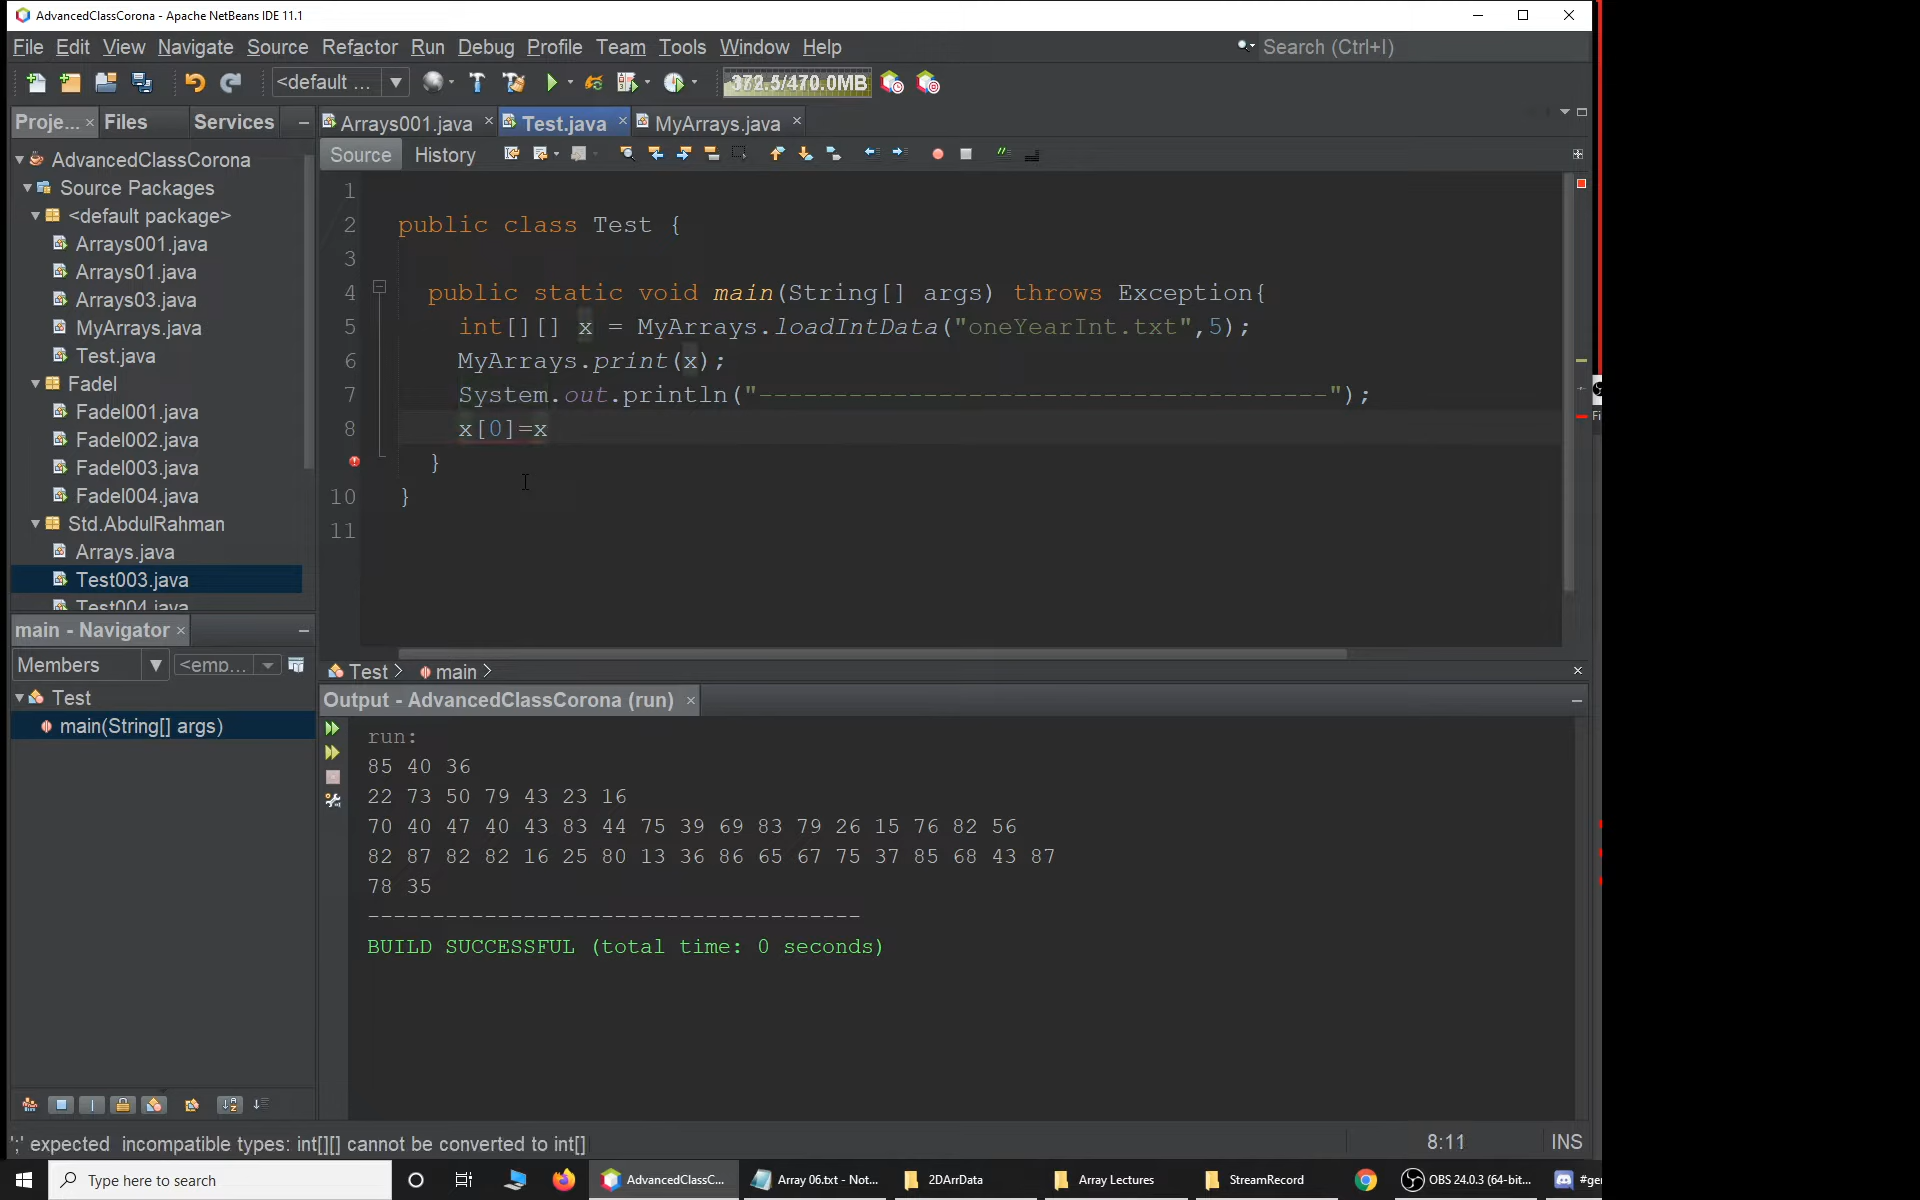 AdvancedClassCorona - Apache NetBeans IDE 11.1
File Edit View Navigate Source Refactor Run Debug Profile Team Tools Window Help
Search (Ctrl+I)
<default ...
372.5/470.0MB
Proje... × Files Services
Arrays001.java × Test.java × MyArrays.java ×
Source History
AdvancedClassCorona
Source Packages
<default package>
Arrays001.java
Arrays01.java
Arrays03.java
MyArrays.java
Test.java
Fadel
Fadel001.java
Fadel002.java
Fadel003.java
Fadel004.java
Std.AbdulRahman
Arrays.java
Test003.java
Test004.java
1
2 public class Test {
3
4 public static void main(String[] args) throws Exception{
5 int[][] x = MyArrays.loadIntData("oneYearInt.txt",5);
6 MyArrays.print(x);
7 System.out.println("--------------------------------------");
8 x[0]=x
}
10 }
11
main - Navigator ×
Members <emp...
Test
main(String[] args)
Test main
Output - AdvancedClassCorona (run) ×
run:
85 40 36
22 73 50 79 43 23 16
70 40 47 40 43 83 44 75 39 69 83 79 26 15 76 82 56
82 87 82 82 16 25 80 13 36 86 65 67 75 37 85 68 43 87
78 35
--------------------------------------
BUILD SUCCESSFUL (total time: 0 seconds)
';' expected incompatible types: int[][] cannot be converted to int[]
8:11 INS
Type here to search
AdvancedClassC...
Array 06.txt - Not...
2DArrData
Array Lectures
StreamRecord
OBS 24.0.3 (64-bit...
#ge